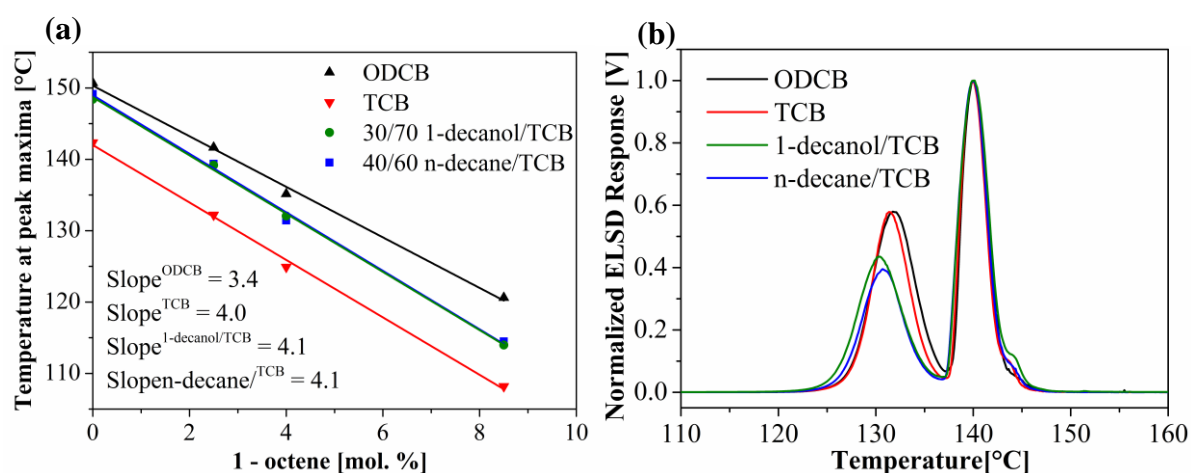 (a)
Temperature at peak maxima [°C]
150
140
130
120
110
ODCB
TCB
30/70 1-decanol/TCB
40/60 n-decane/TCB
Slope^ODCB = 3.4
Slope^TCB = 4.0
Slope^1-decanol/TCB = 4.1
Slopen-decane/^TCB = 4.1
0 2 4 6 8 10
1 - octene [mol. %]
(b)
Normalized ELSD Response [V]
1.0
0.8
0.6
0.4
0.2
0.0
ODCB
TCB
1-decanol/TCB
n-decane/TCB
110 120 130 140 150 160
Temperature[°C]